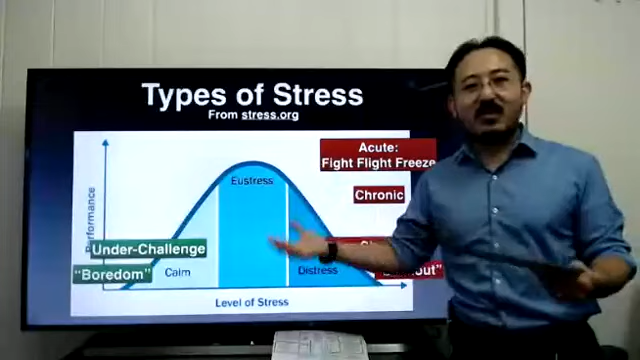 Types of Stress
From stress.org
Acute:
Fight Flight Freeze
Eustress
Chronic
Performance
Under-Challenge
"Boredom"
Calm
Distress
Level of Stress